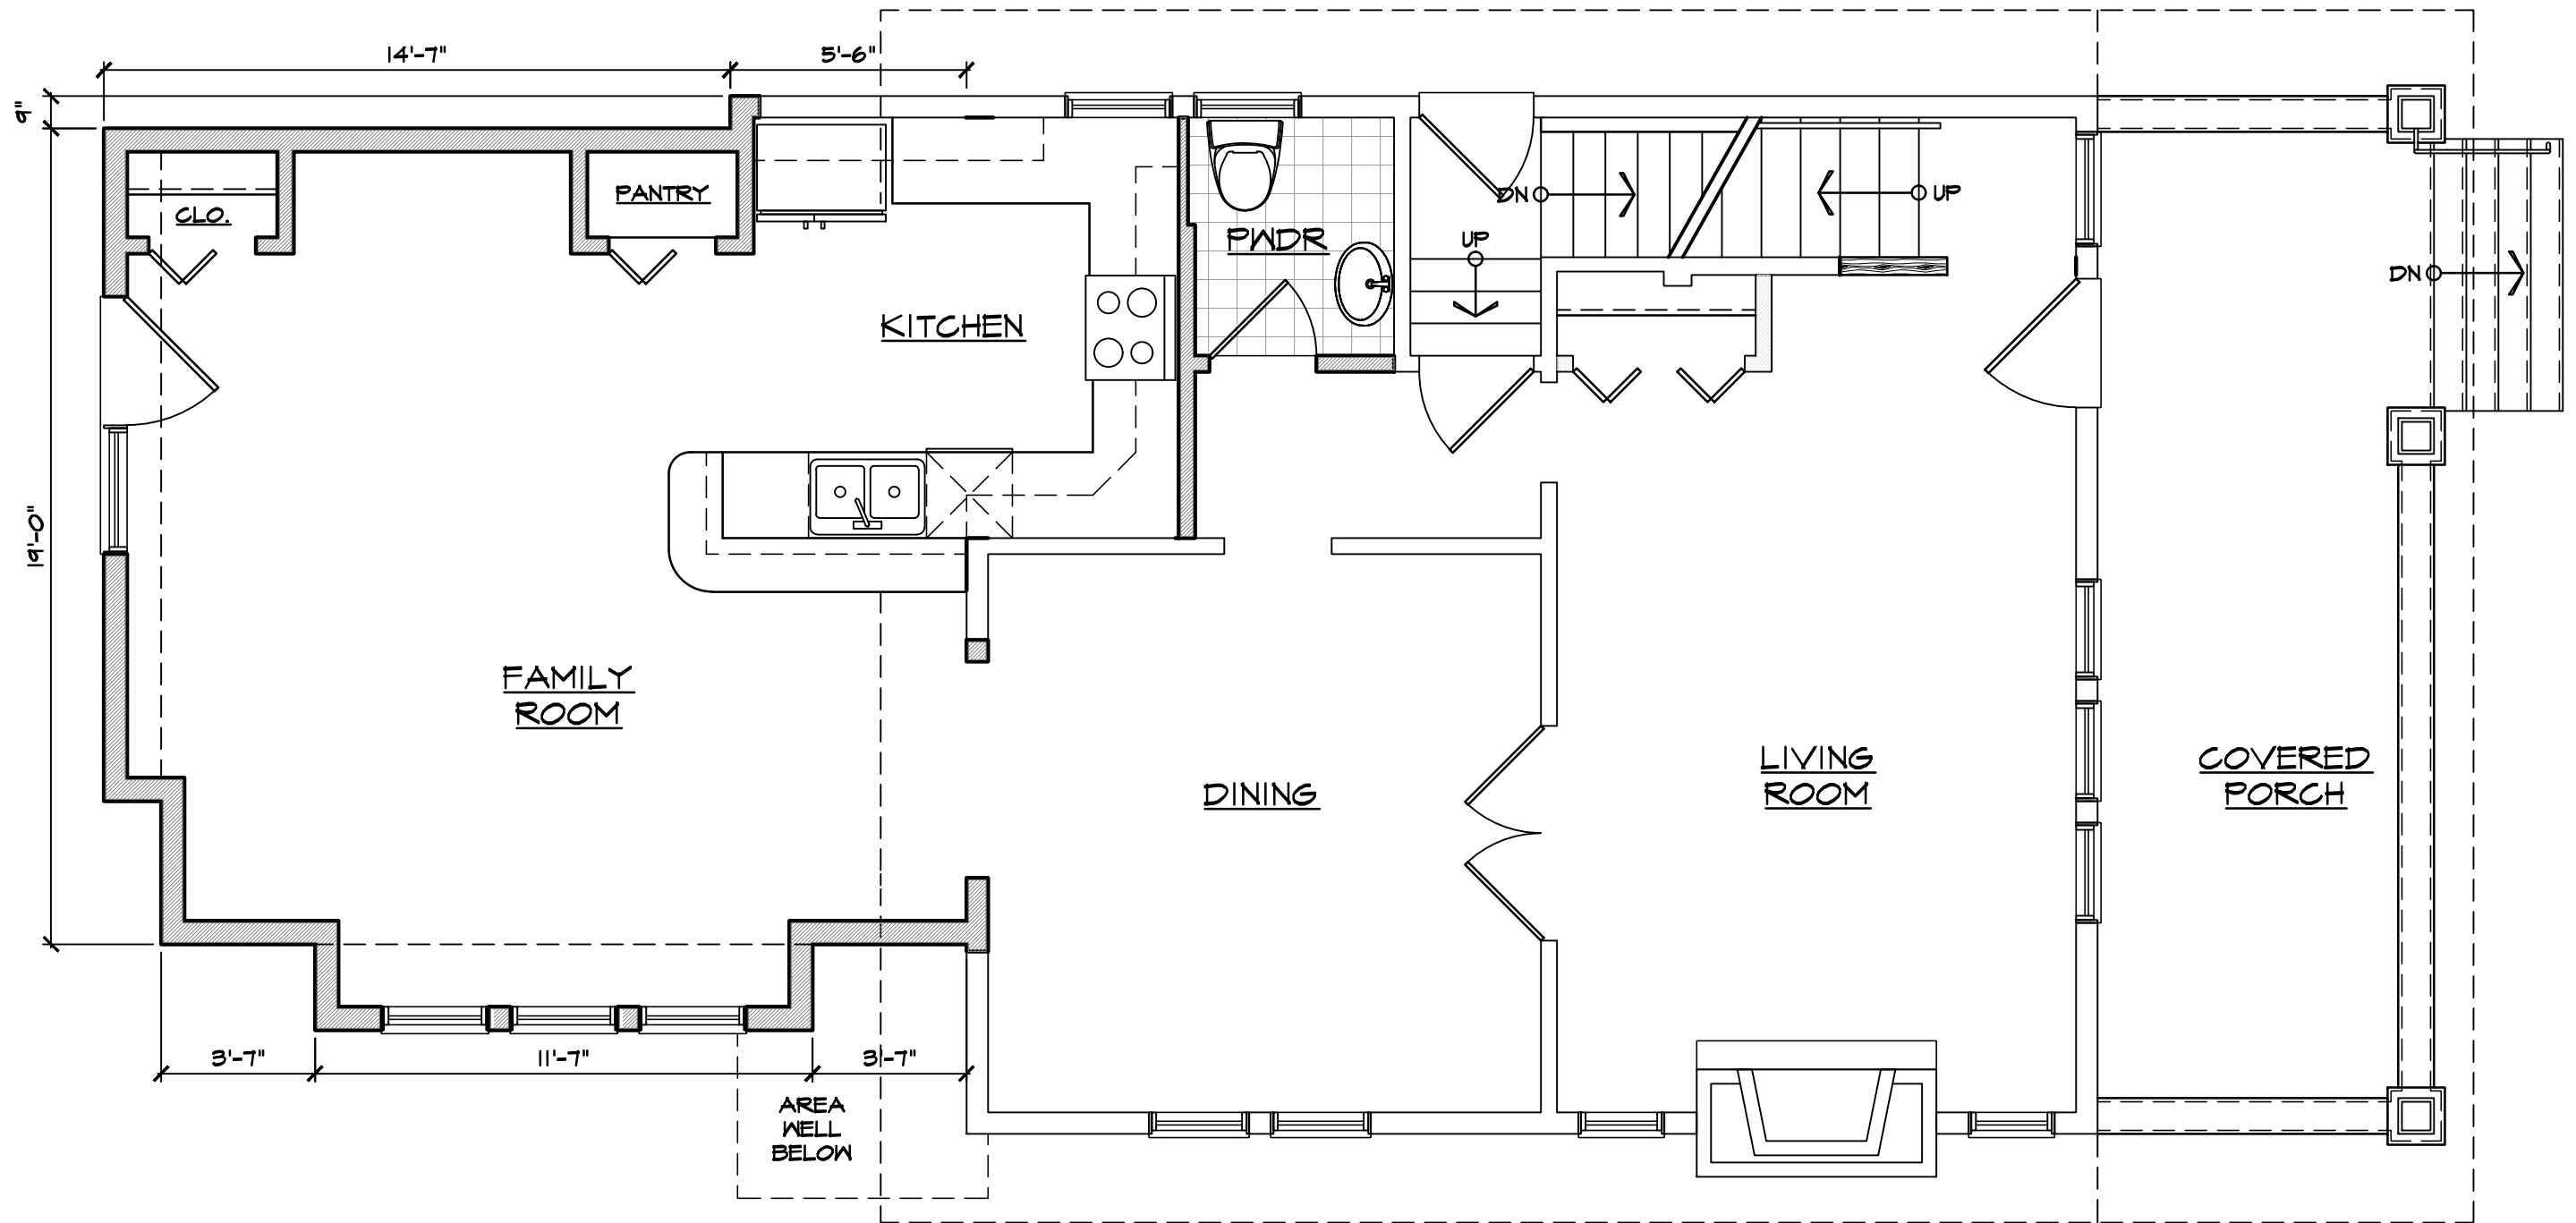 14'-7"
5'-6"
9"
CLO.
PANTRY
PWDR
DN
UP
UP
DN
KITCHEN
19'-0"
FAMILY
ROOM
DINING
LIVING
ROOM
COVERED
PORCH
3'-7"
11'-7"
3'-7"
AREA
WELL
BELOW